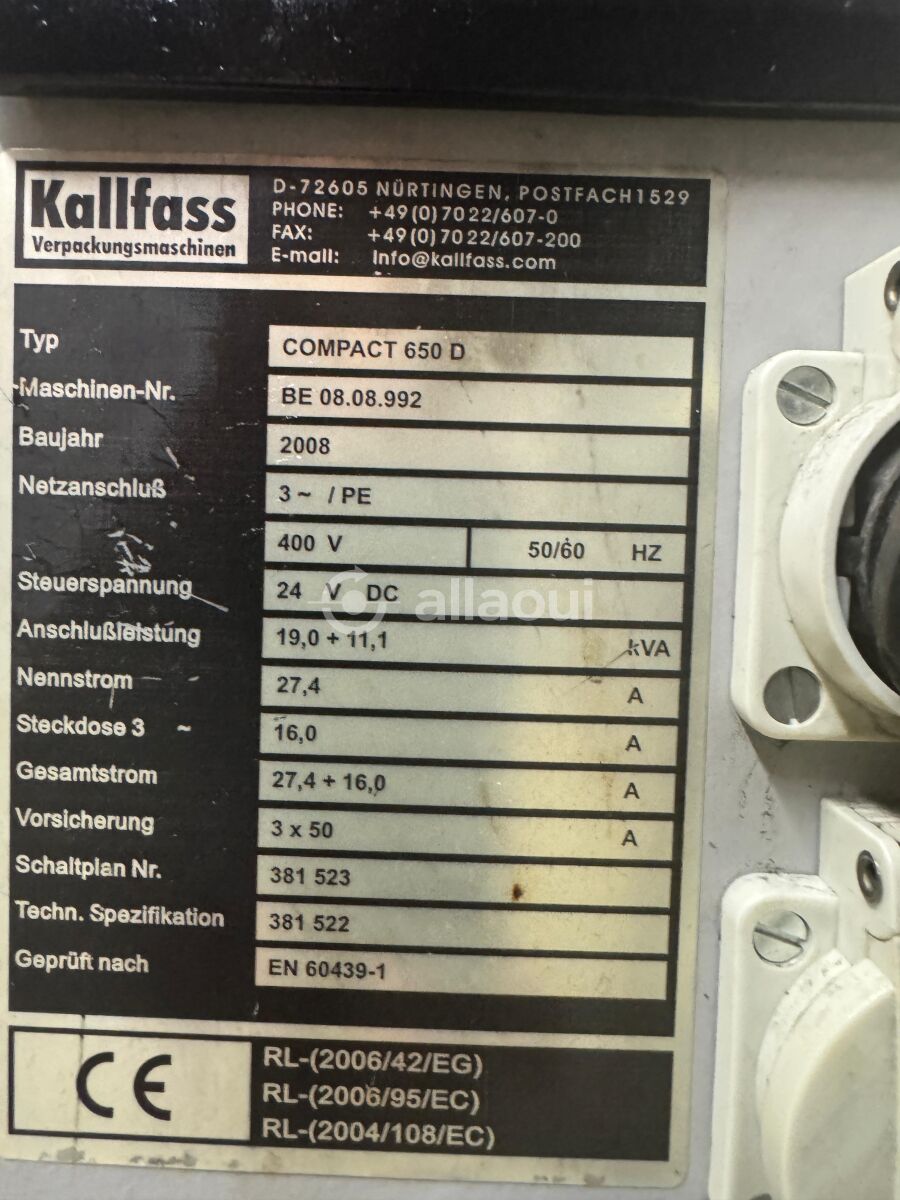 Kallfass
Verpackungsmaschinen
D-72605 NÜRTINGEN, POSTFACH1529
PHONE: +49(0)7022/607-0
FAX: +49(0)7022/607-200
E-mail: Info@kallfass.com
Typ COMPACT 650 D
Maschinen-Nr. BE 08.08.992
Baujahr 2008
Netzanschluß 3 ~ / PE
400 V 50/60 HZ
Steuerspannung 24 V DC
allaoui
Anschlußleistung 19,0 + 11,1 kVA
Nennstrom 27,4 A
Steckdose 3 ~ 16,0 A
Gesamtstrom 27,4 + 16,0 A
Vorsicherung 3 x 50 A
Schaltplan Nr. 381 523
Techn. Spezifikation 381 522
Geprüft nach EN 60439-1
CE
RL-(2006/42/EG)
RL-(2006/95/EC)
RL-(2004/108/EC)